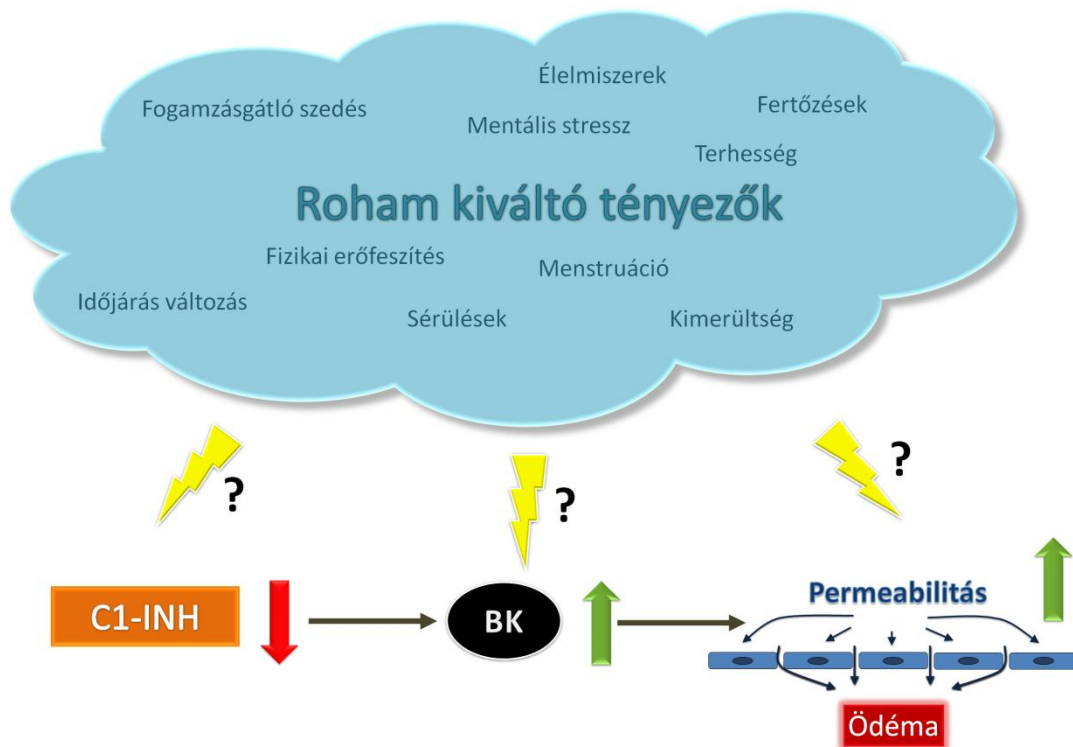 Élelmiszerek
Fogamzásgátló szedés
Fertőzések
Mentális stressz
Terhesség
Roham kiváltó tényezők
Fizikai erőfeszítés
Menstruáció
Időjárás változás
Sérülések
Kimerültség
?
?
?
C1-INH
BK
Permeabilitás
Ödéma